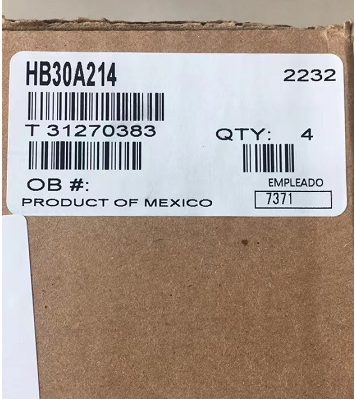 HB30A214 2232
T 31270383 QTY: 4
OB #: EMPLEADO
PRODUCT OF MEXICO 7371